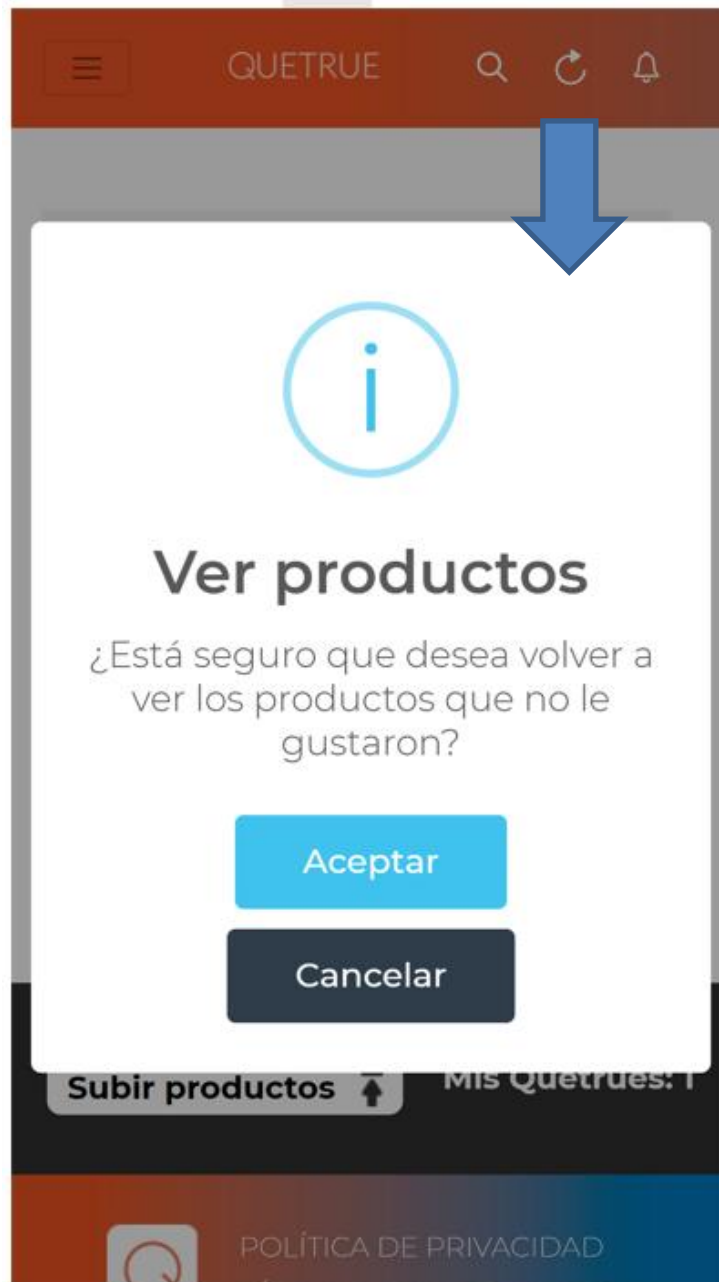 QUETRUE
i
Ver productos
¿Está seguro que desea volver a
ver los productos que no le
gustaron?
Aceptar
Cancelar
Subir productos
Mis Quetrues: 1
POLÍTICA DE PRIVACIDAD